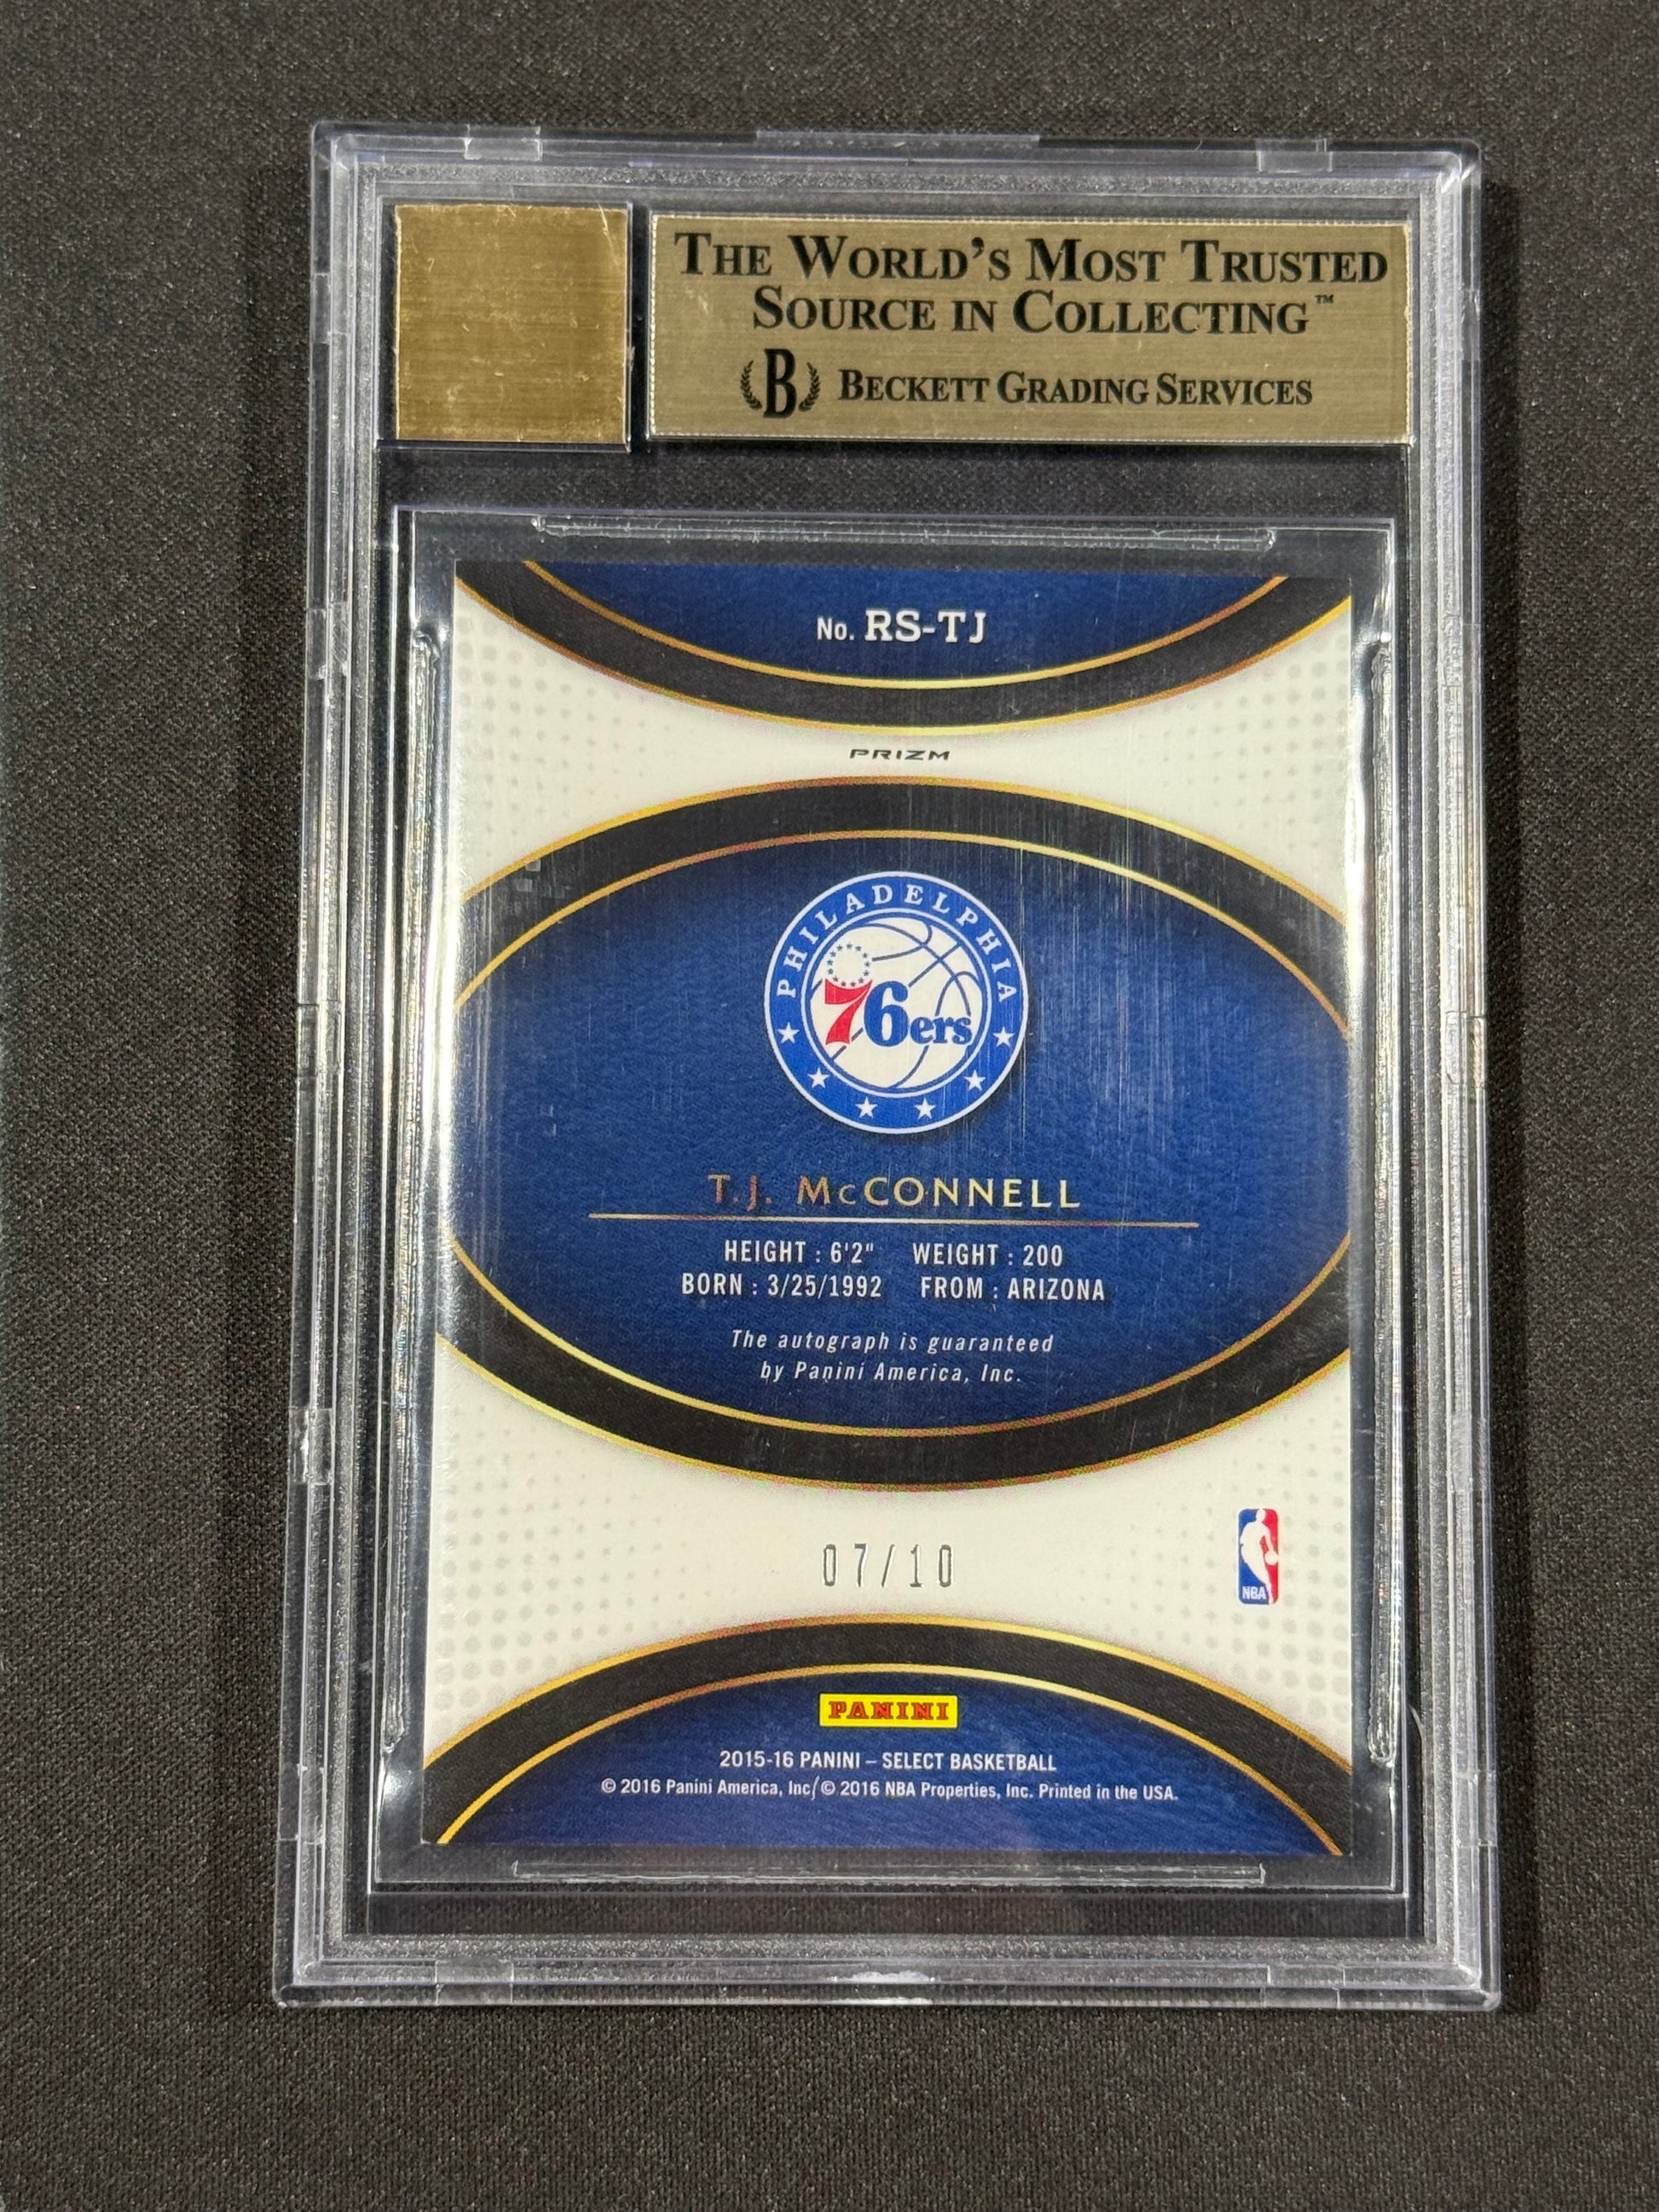 THE WORLD'S MOST TRUSTED
SOURCE IN COLLECTING™
B BECKETT GRADING SERVICES
No. RS-TJ
PRIZM
PHILADELPHIA
76ers
T.J. McCONNELL
HEIGHT : 6'2" WEIGHT : 200
BORN : 3/25/1992 FROM : ARIZONA
The autograph is guaranteed
by Panini America, Inc.
07/10
NBA
PANINI
2015-16 PANINI – SELECT BASKETBALL
© 2016 Panini America, Inc/© 2016 NBA Properties, Inc. Printed in the USA.